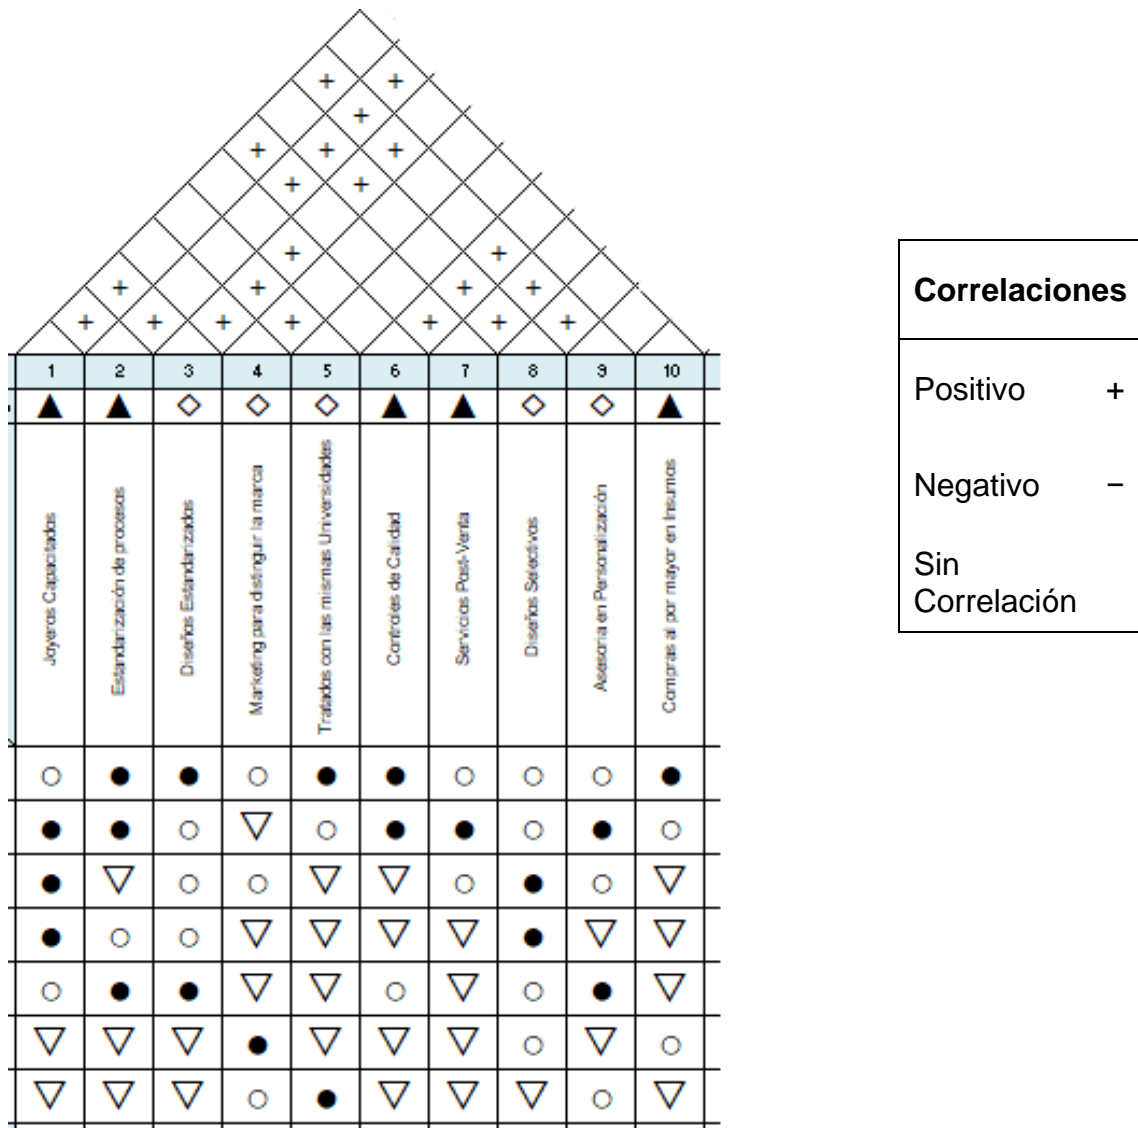 + +
+
+ + +
+ +
+ +
+ + + +
+ + + + + + +
1 2 3 4 5 6 7 8 9 10
Joyeros Capacitados
Estandarización de procesos
Diseños Estandarizados
Marketing para distinguir la marca
Tratados con las mismas Universidades
Controles de Calidad
Servicios Post-Venta
Diseños Selectivos
Asesoria en Personalización
Compras al por mayor en Insumos
Correlaciones
Positivo +
Negativo −
Sin
Correlación